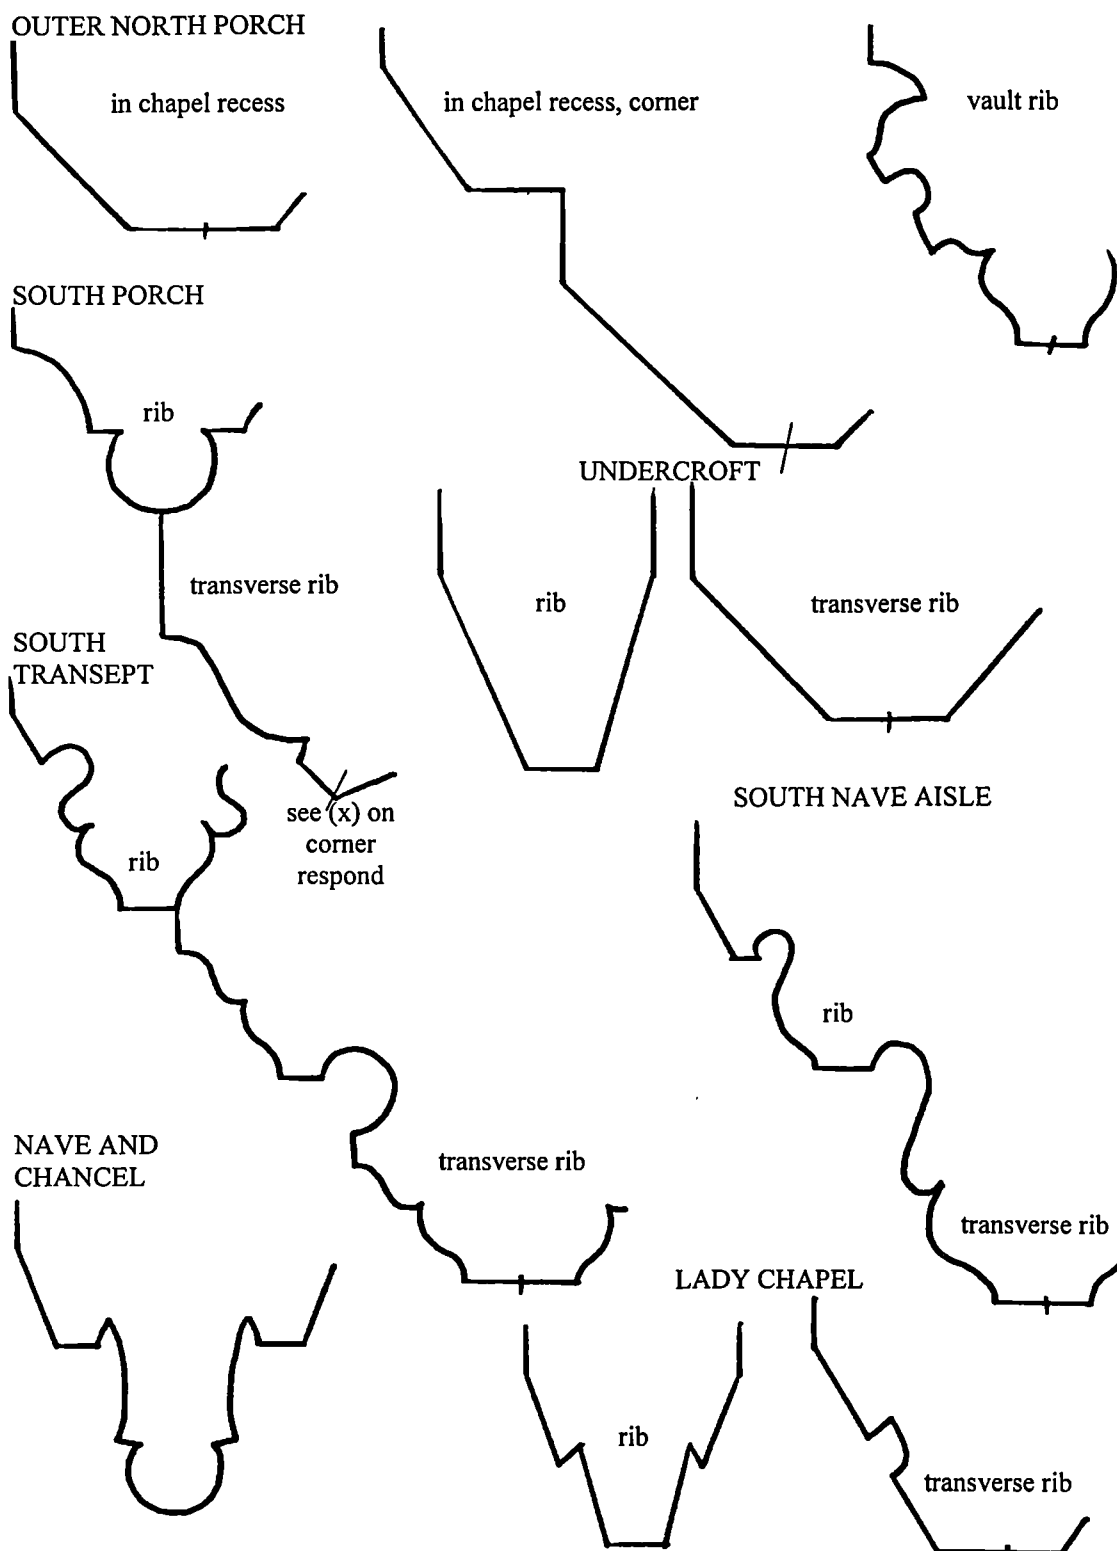 OUTER NORTH PORCH
in chapel recess
in chapel recess, corner
vault rib
SOUTH PORCH
rib
transverse rib
see (x) on
corner
respond
UNDERCROFT
rib
transverse rib
SOUTH
TRANSEPT
rib
transverse rib
SOUTH NAVE AISLE
rib
transverse rib
NAVE AND
CHANCEL
LADY CHAPEL
rib
transverse rib